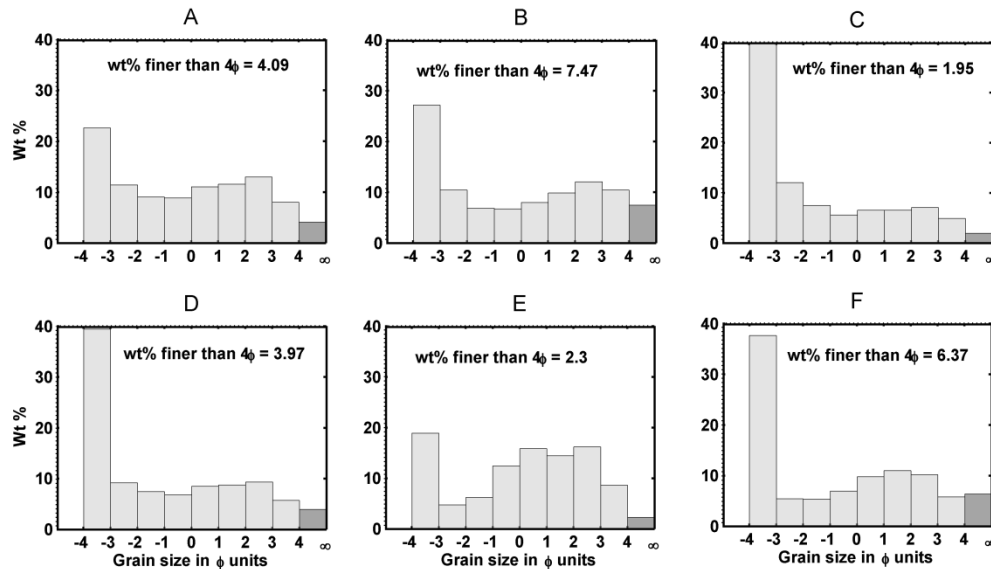 A
B
C
40
30
20
10
0
Wt %
wt% finer than 4ϕ = 4.09
-4 -3 -2 -1 0 1 2 3 4 ∞
40
30
20
10
0
wt% finer than 4ϕ = 7.47
-4 -3 -2 -1 0 1 2 3 4 ∞
40
30
20
10
0
wt% finer than 4ϕ = 1.95
-4 -3 -2 -1 0 1 2 3 4 ∞
D
E
F
40
30
20
10
0
Wt %
wt% finer than 4ϕ = 3.97
-4 -3 -2 -1 0 1 2 3 4 ∞
Grain size in ϕ units
40
30
20
10
0
wt% finer than 4ϕ = 2.3
-4 -3 -2 -1 0 1 2 3 4 ∞
Grain size in ϕ units
40
30
20
10
0
wt% finer than 4ϕ = 6.37
-4 -3 -2 -1 0 1 2 3 4 ∞
Grain size in ϕ units